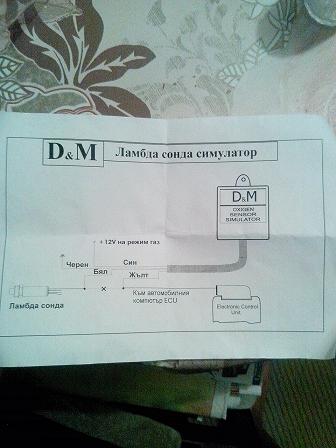 D&M Ламбда сонда симулатор
D&M
OXIGEN
SENSOR
SIMULATOR
+ 12V на режим газ
Черен
Син
Бял
Жълт
Ламбда сонда
Към автомобилния
компютър ECU
Electronic Control
Unit